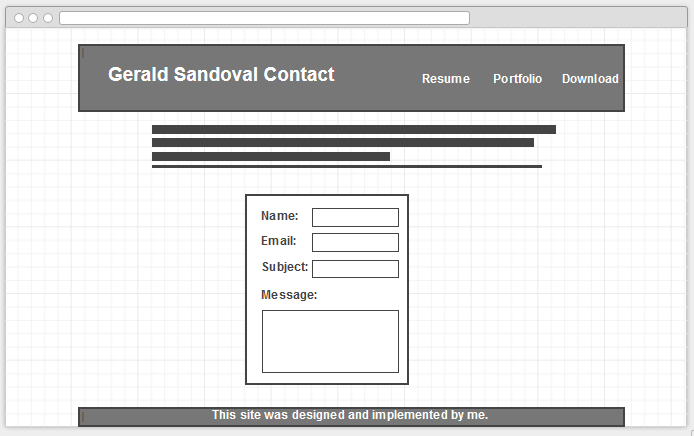 Gerald Sandoval Contact
Resume Portfolio Download
Name:
Email:
Subject:
Message:
This site was designed and implemented by me.